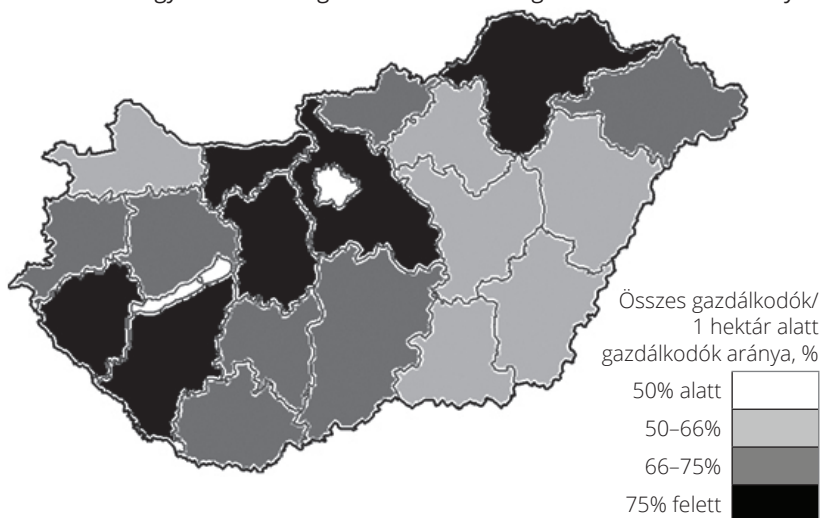 Összes gazdálkodók/
1 hektár alatt
gazdálkodók aránya, %
50% alatt
50–66%
66–75%
75% felett